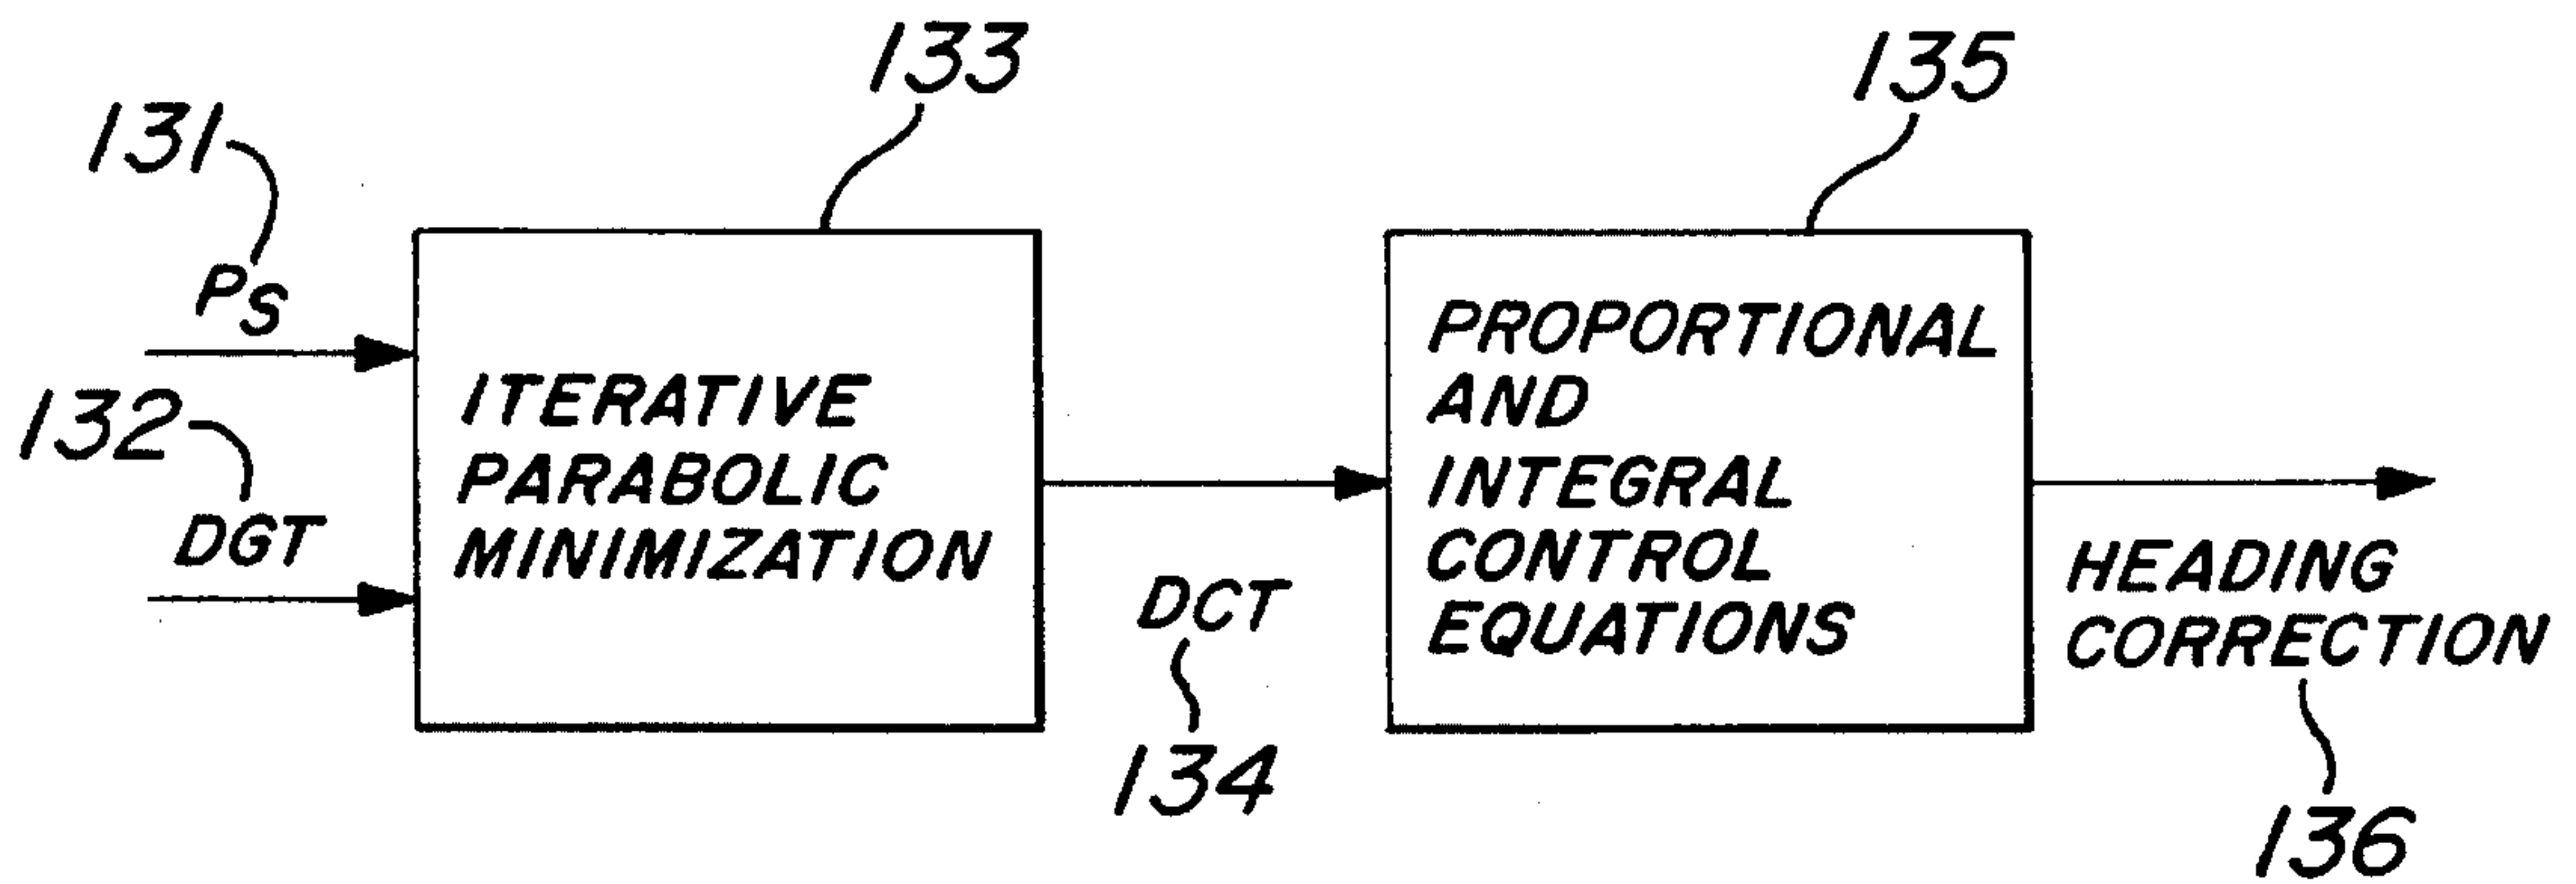 133
135
131
PS
132
DGT
ITERATIVE
PARABOLIC
MINIMIZATION
DCT
134
PROPORTIONAL
AND
INTEGRAL
CONTROL
EQUATIONS
HEADING
CORRECTION
136